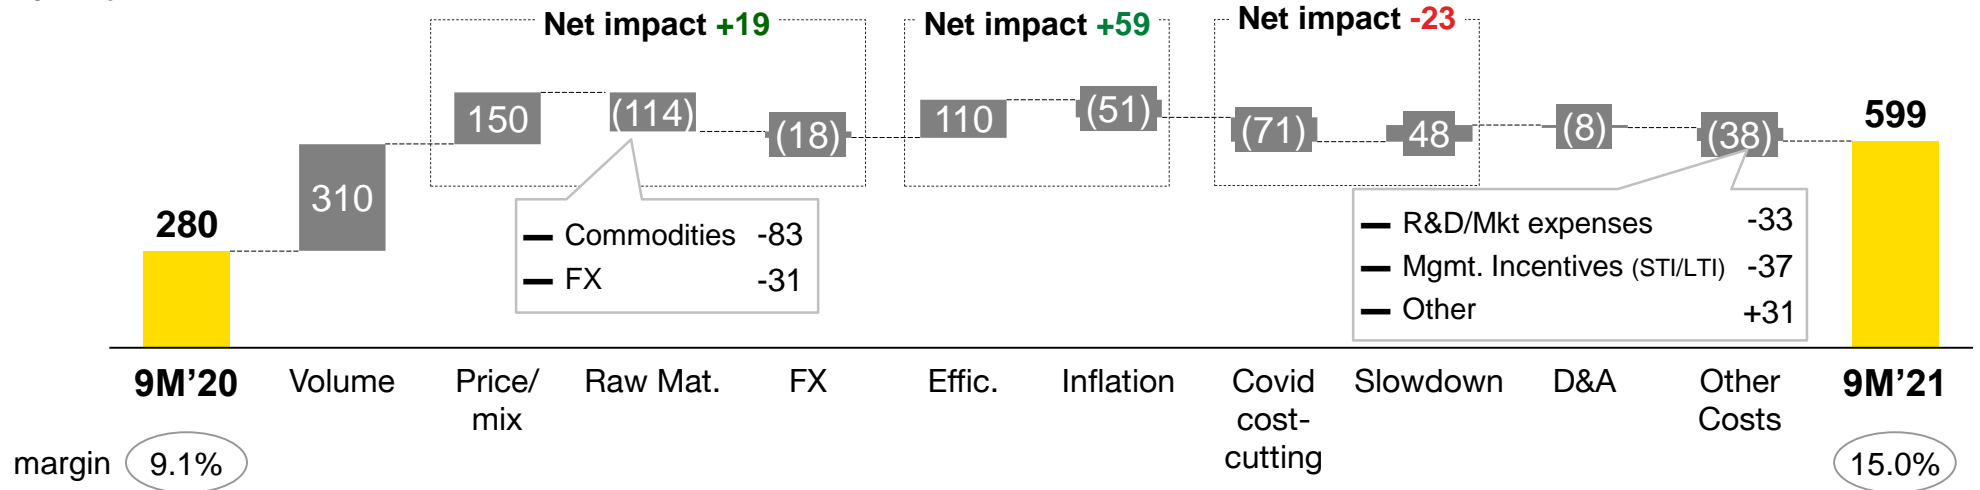 Net impact +19
Net impact +59
Net impact -23
280
310
150
(114)
(18)
110
(51)
(71)
48
(8)
(38)
599
Commodities -83
FX -31
R&D/Mkt expenses -33
Mgmt. Incentives (STI/LTI) -37
Other +31
9M’20
Volume
Price/
mix
Raw Mat.
FX
Effic.
Inflation
Covid
cost-
cutting
Slowdown
D&A
Other
Costs
9M’21
margin 9.1%
15.0%